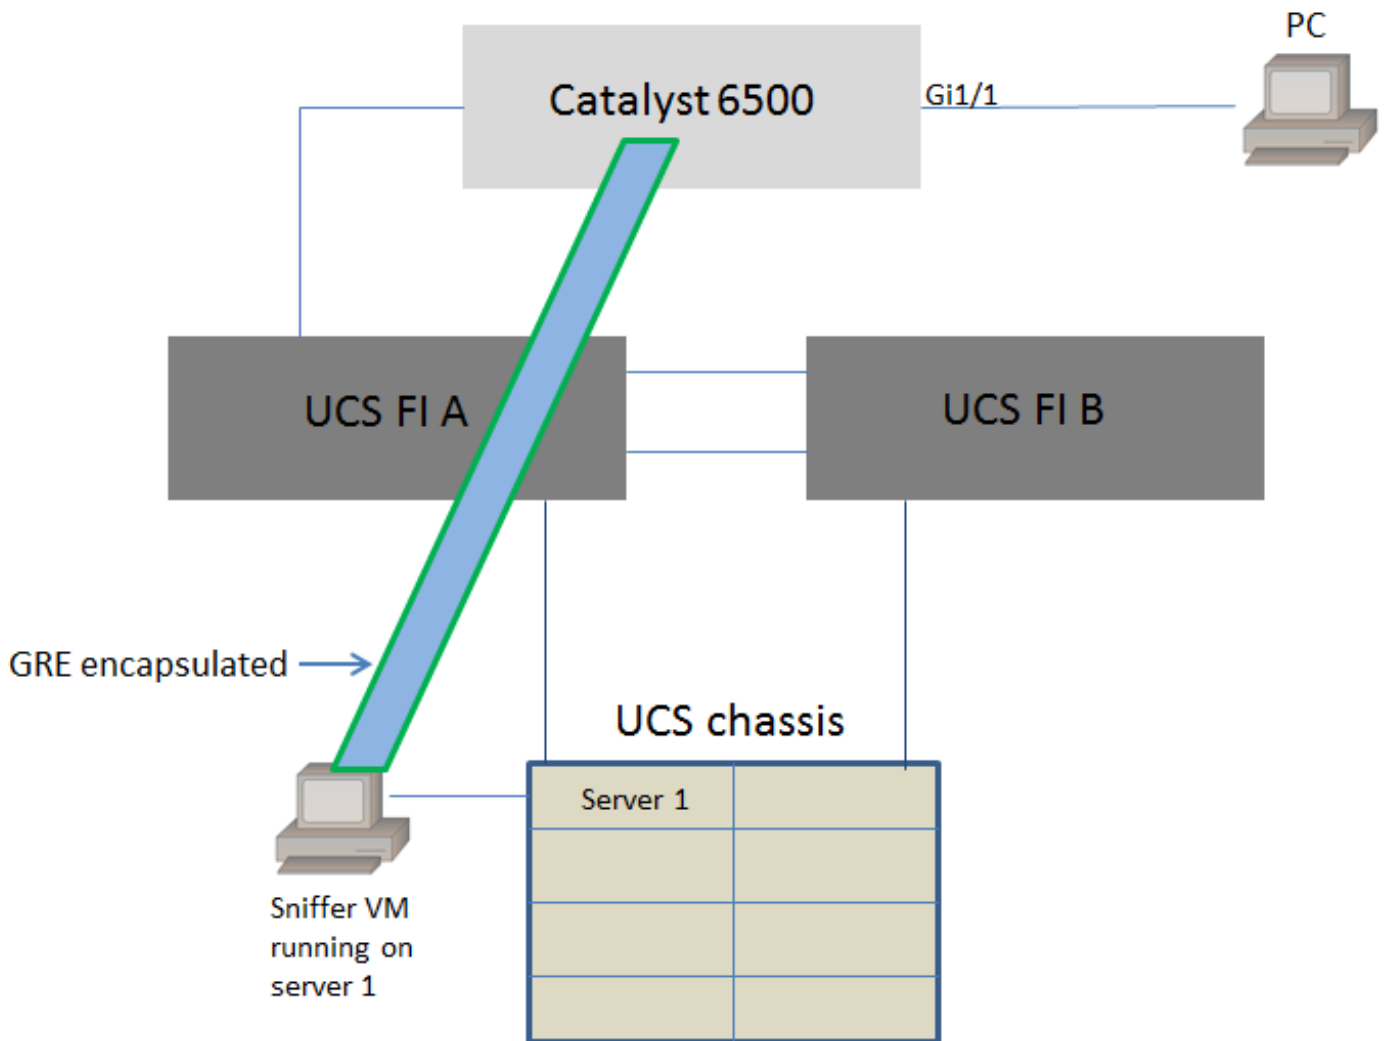 PC
Catalyst 6500
Gi1/1
UCS FI A
UCS FI B
GRE encapsulated
UCS chassis
Server 1
Sniffer VM
running on
server 1